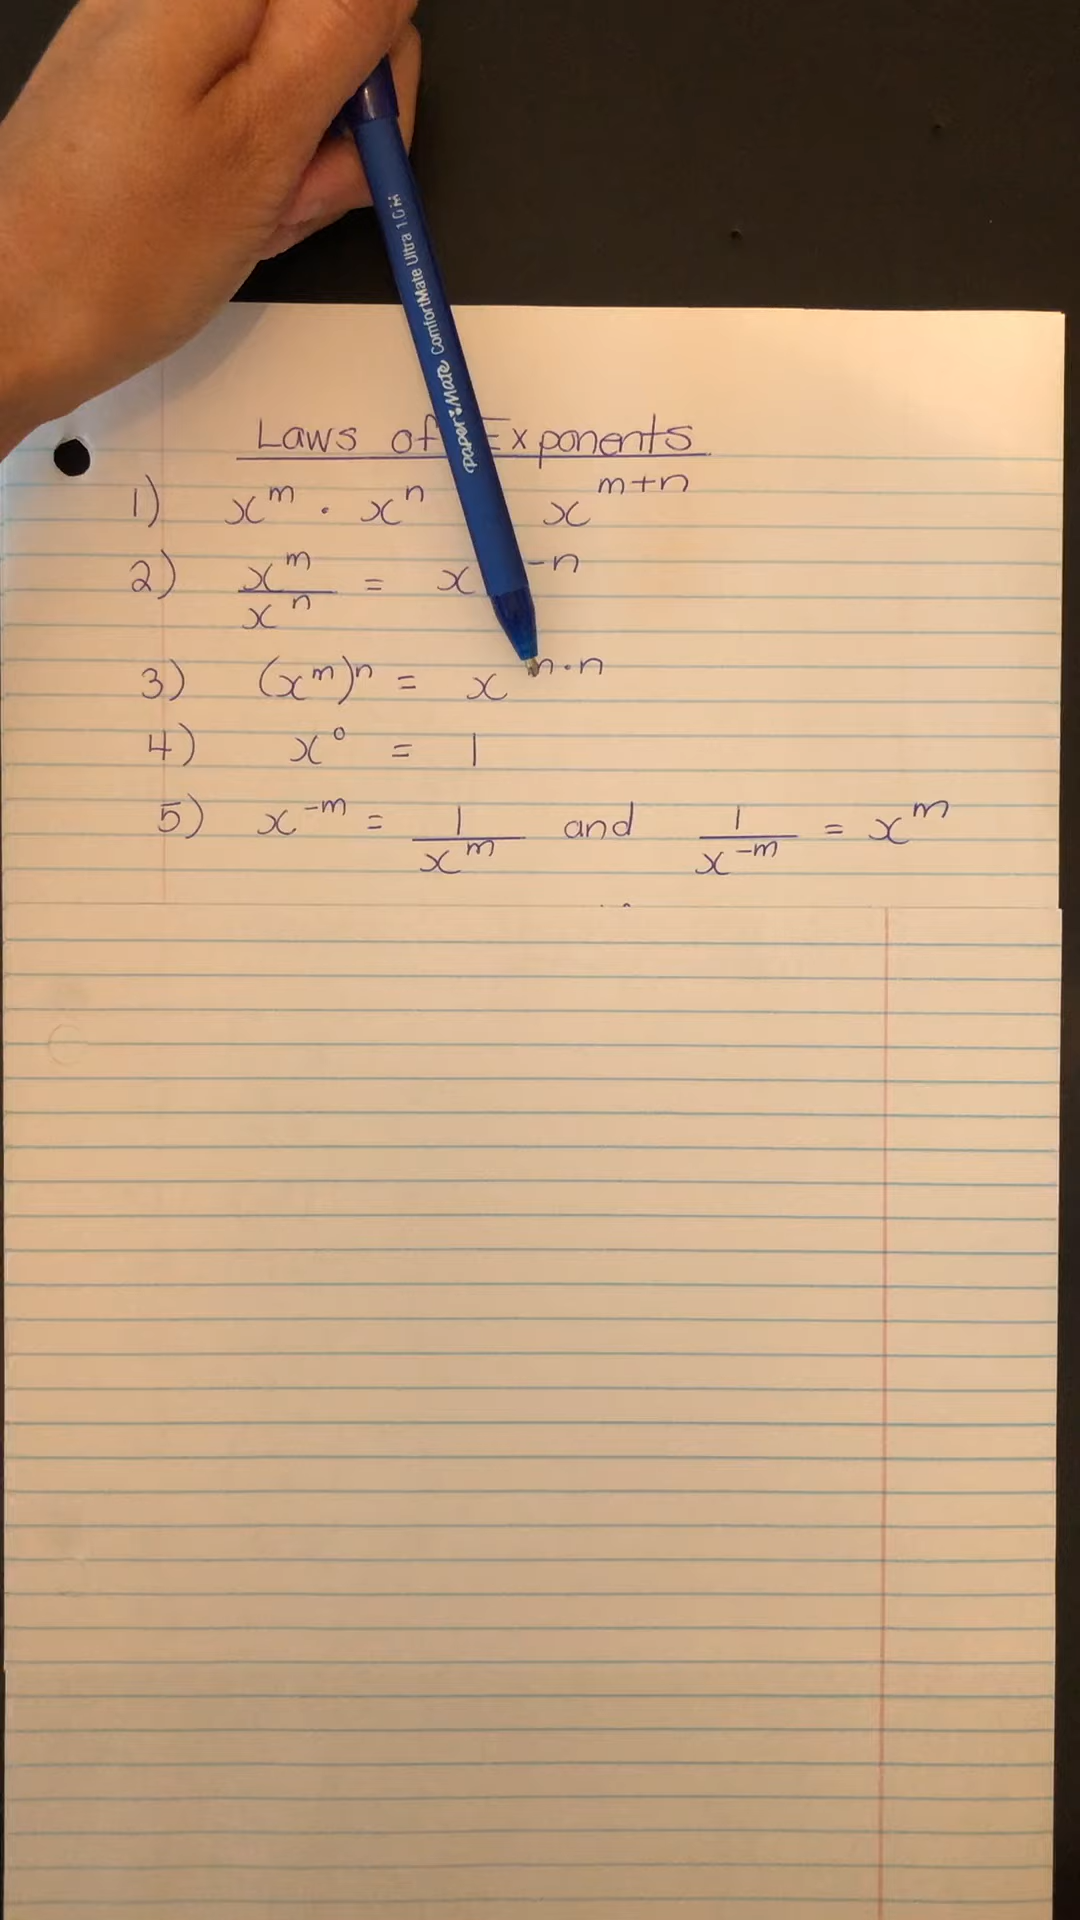 paper Mate ComfortMate Ultra 1.0 M
Laws of Exponents
1) x^m · x^n x^{m+n}
2) x^m / x^n = x^{-n}
3) (x^m)^n = x^{m·n}
4) x^0 = 1
5) x^{-m} = 1 / x^m and 1 / x^{-m} = x^m